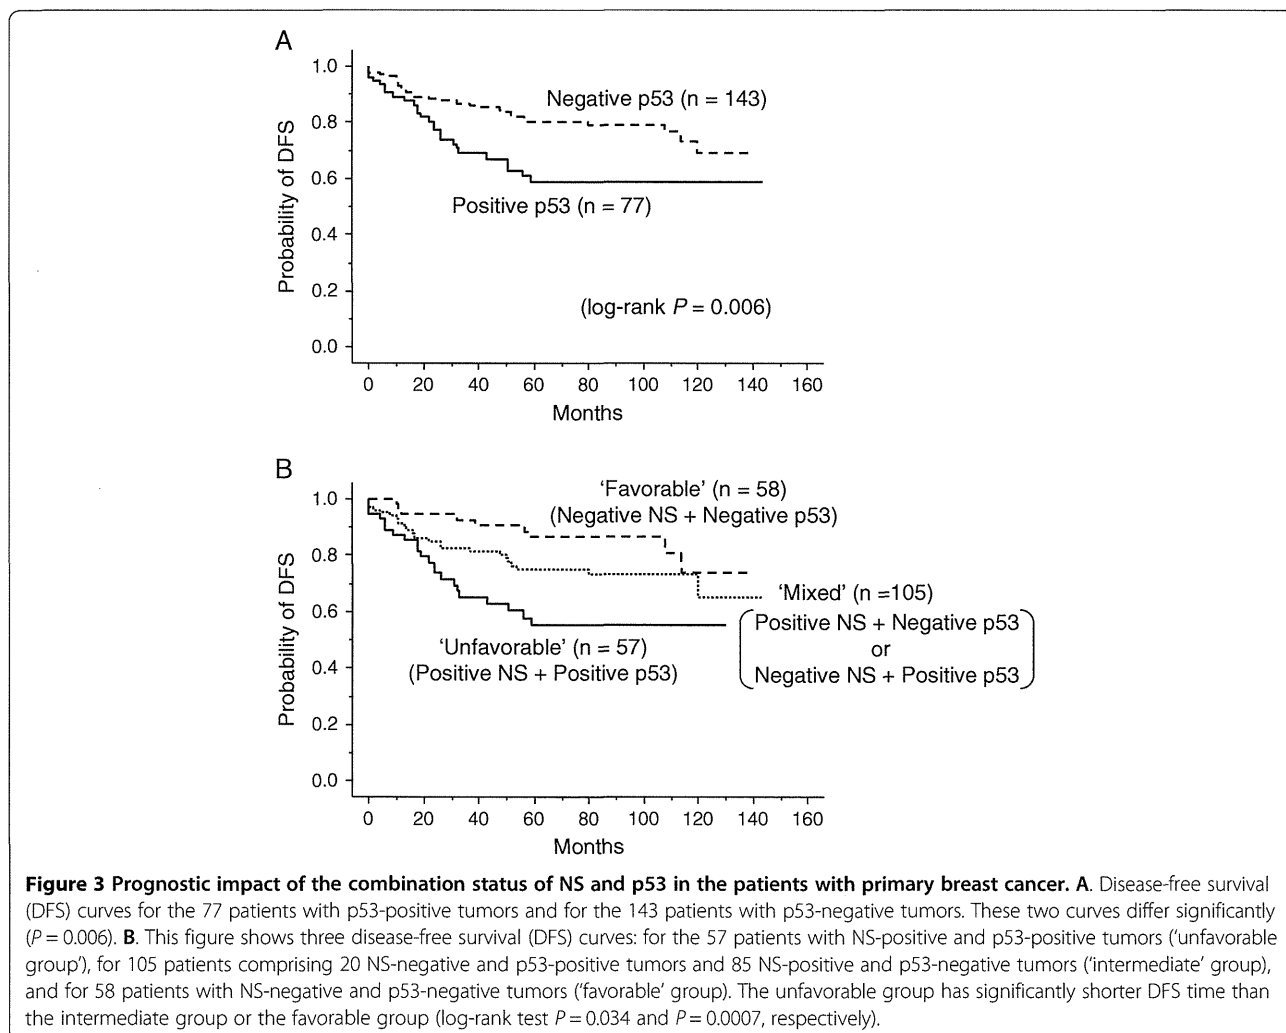 A
1.0
0.8
0.6
0.4
0.2
0.0
Probability of DFS
Negative p53 (n = 143)
Positive p53 (n = 77)
(log-rank P = 0.006)
0 20 40 60 80 100 120 140 160
Months
B
1.0
0.8
0.6
0.4
0.2
0.0
Probability of DFS
'Favorable' (n = 58)
(Negative NS + Negative p53)
'Mixed' (n =105)
Positive NS + Negative p53
or
Negative NS + Positive p53
'Unfavorable' (n = 57)
(Positive NS + Positive p53)
0 20 40 60 80 100 120 140 160
Months
Figure 3 Prognostic impact of the combination status of NS and p53 in the patients with primary breast cancer. A. Disease-free survival
(DFS) curves for the 77 patients with p53-positive tumors and for the 143 patients with p53-negative tumors. These two curves differ significantly
(P = 0.006). B. This figure shows three disease-free survival (DFS) curves: for the 57 patients with NS-positive and p53-positive tumors ('unfavorable
group'), for 105 patients comprising 20 NS-negative and p53-positive tumors and 85 NS-positive and p53-negative tumors ('intermediate' group),
and for 58 patients with NS-negative and p53-negative tumors ('favorable' group). The unfavorable group has significantly shorter DFS time than
the intermediate group or the favorable group (log-rank test P = 0.034 and P = 0.0007, respectively).